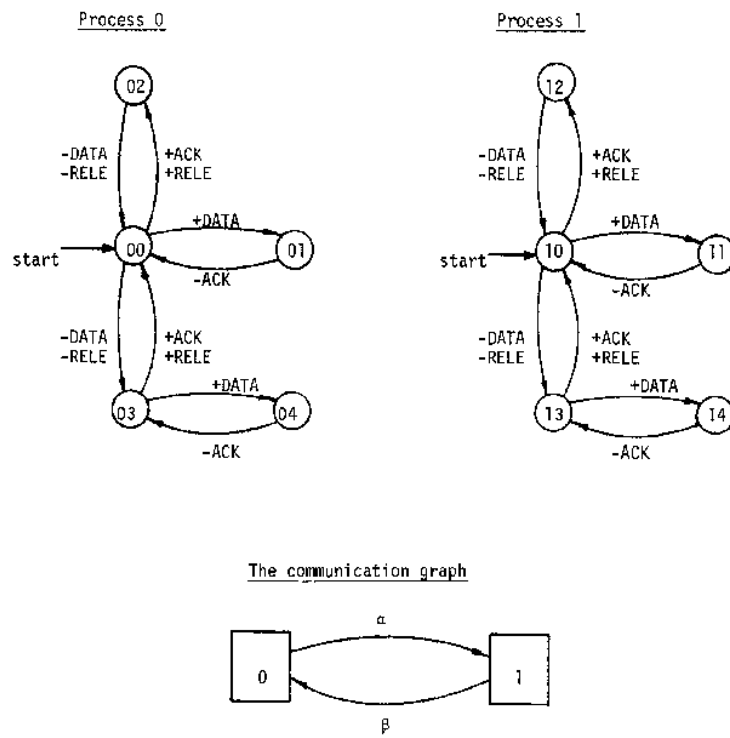 Process 0
Process 1
02
12
-DATA
-RELE
+ACK
+RELE
-DATA
-RELE
+ACK
+RELE
+DATA
+DATA
start
00
01
start
10
11
-ACK
-ACK
-DATA
-RELE
+ACK
+RELE
-DATA
-RELE
+ACK
+RELE
+DATA
+DATA
03
04
13
14
-ACK
-ACK
The communication graph
α
0
1
β